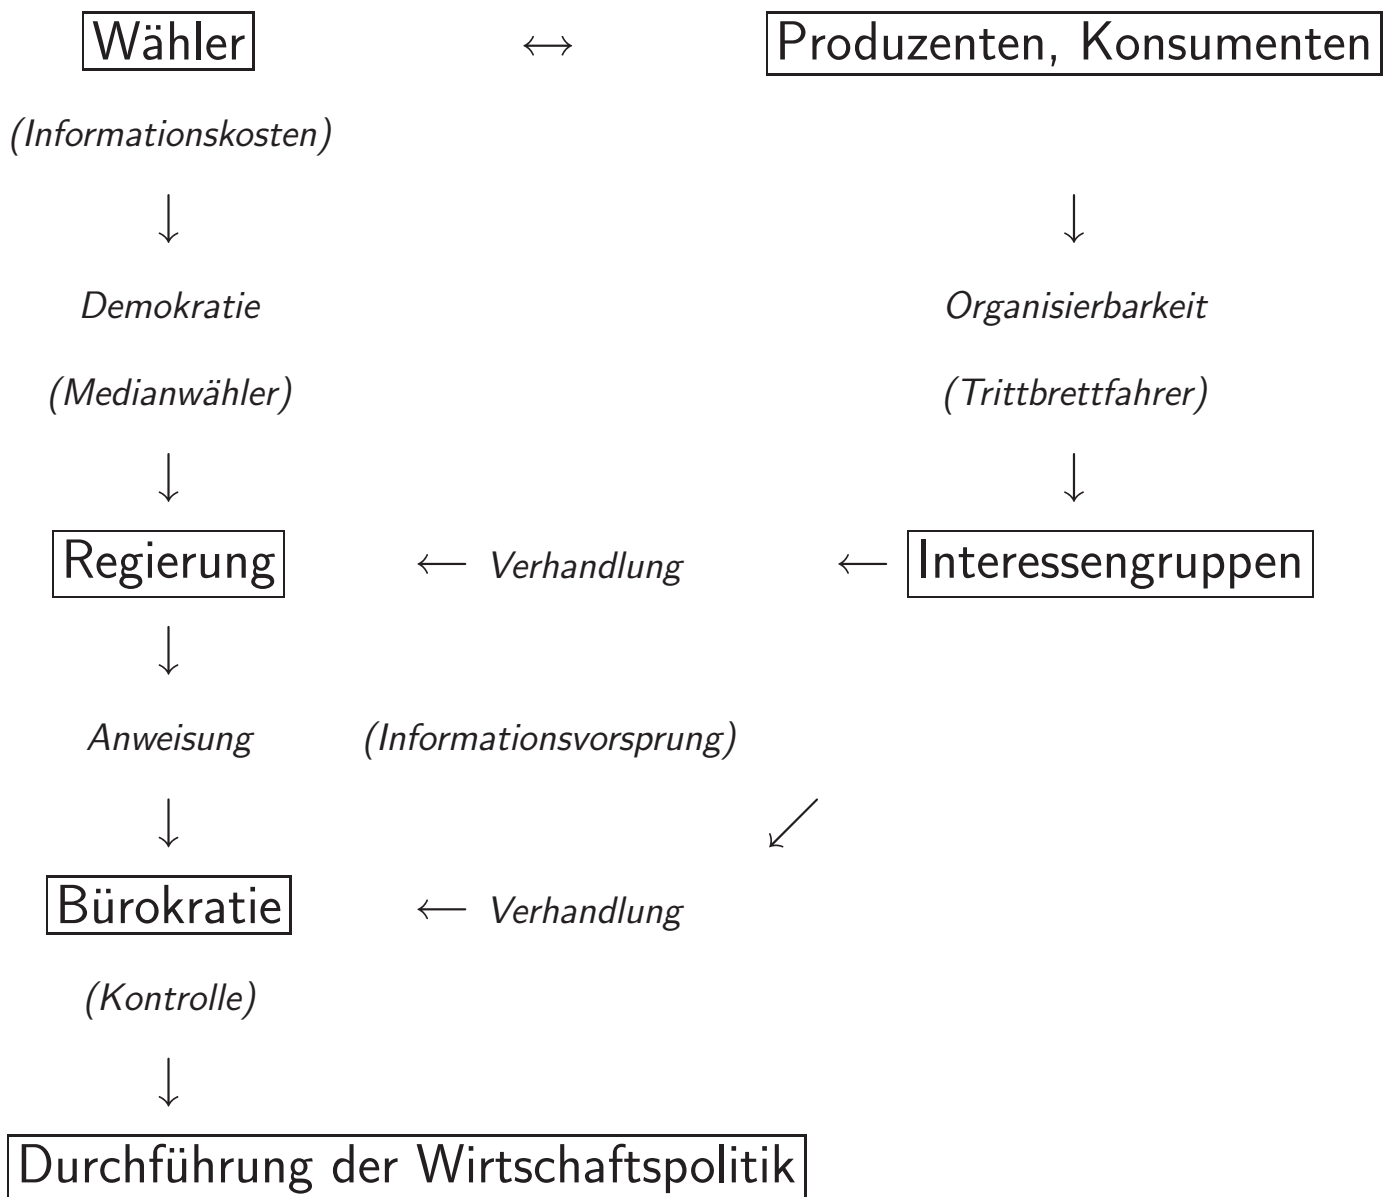 Wähler ↔ Produzenten, Konsumenten
(Informationskosten)
↓ ↓
Demokratie Organisierbarkeit
(Medianwähler) (Trittbrettfahrer)
↓ ↓
Regierung ← Verhandlung ← Interessengruppen
↓
Anweisung (Informationsvorsprung)
↓ ↙
Bürokratie ← Verhandlung
(Kontrolle)
↓
Durchführung der Wirtschaftspolitik